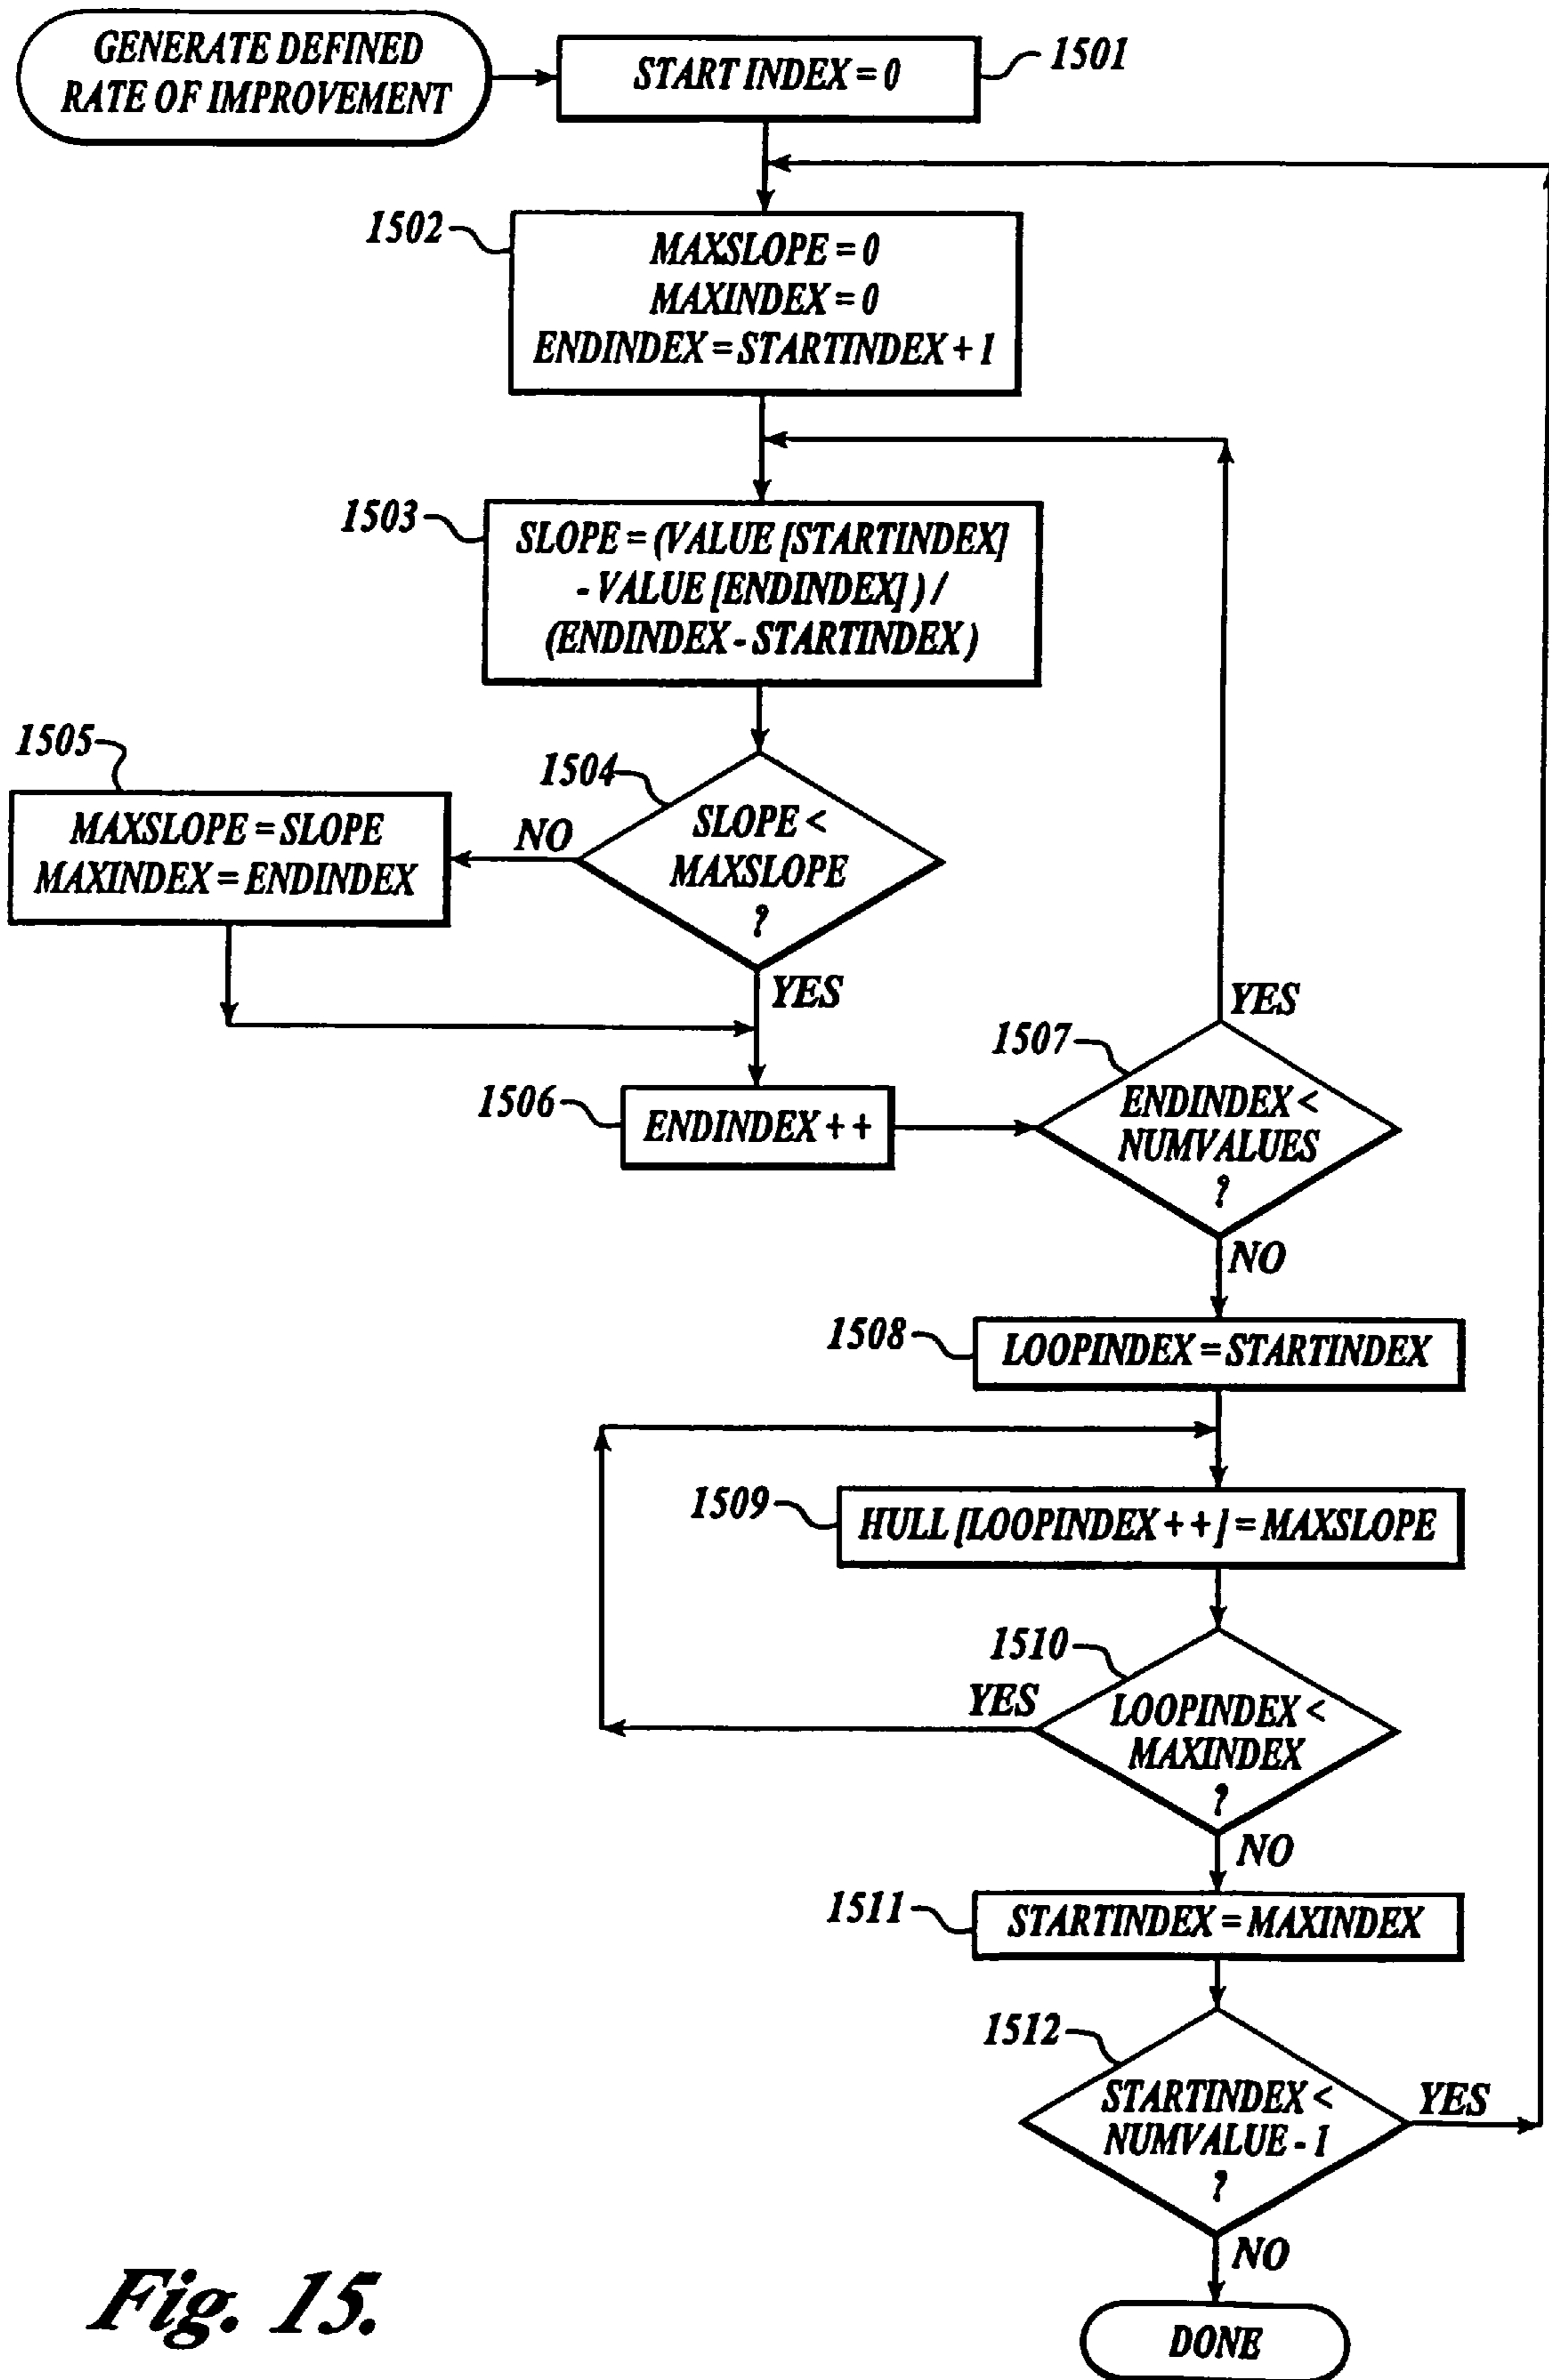 GENERATE DEFINED
RATE OF IMPROVEMENT
START INDEX = 0
1501
1502
MAXSLOPE = 0
MAXINDEX = 0
ENDINDEX = STARTINDEX + 1
1503
SLOPE = (VALUE [STARTINDEX]
- VALUE [ENDINDEX] ) /
(ENDINDEX - STARTINDEX )
1504
SLOPE <
MAXSLOPE
?
NO
1505
MAXSLOPE = SLOPE
MAXINDEX = ENDINDEX
YES
1506
ENDINDEX + +
1507
ENDINDEX <
NUMVALUES
?
YES
NO
1508
LOOPINDEX = STARTINDEX
1509
HULL [LOOPINDEX + + ] = MAXSLOPE
1510
LOOPINDEX <
MAXINDEX
?
YES
NO
1511
STARTINDEX = MAXINDEX
1512
STARTINDEX <
NUMVALUE - 1
?
YES
NO
DONE
Fig. 15.